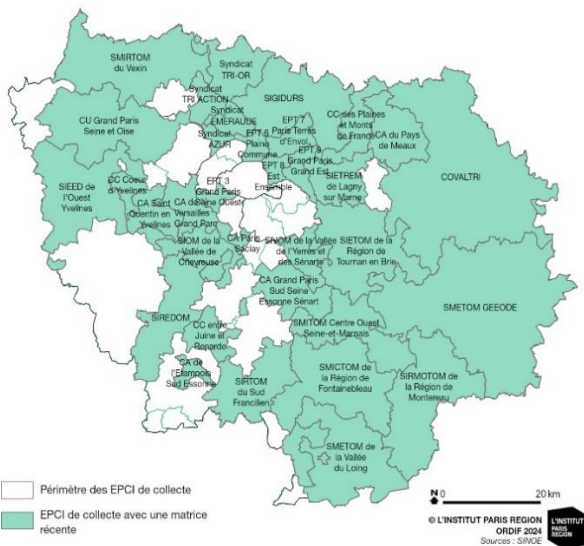 SMIRTOM
du Vexin
Syndicat
TRI-OR
Syndicat
TRI ACTION
SIGIDURS
CU Grand Paris
Seine et Oise
Syndicat
EMERAUDE
Syndicat
AZUR
EPT 6
Plaine
Commune
EPT 7
Paris Terres
d'Envol
CC des Plaines
et Monts
de France
CA du Pays
de Meaux
COVALTRI
EPT 9
Grand Paris
Grand Est
EPT 8
Est
Ensemble
EPT 3
Grand Paris
Seine Ouest
SIETREM
de Lagny
sur Marne
SIEED de
l'Ouest
Yvelines
CC Coeur
d'Yvelines
CA Saint
Quentin en
Yvelines
CA de
Versailles
Grand Parc
SIOM de la
Vallée de
Chevreuse
CA Paris
Saclay
SIVOM de la Vallée
de l'Yerres et
des Sénarts
SIETOM de la
Région de
Tournan en Brie
CA Grand Paris
Sud Seine
Essonne Sénart
SMETOM GEEODE
SIREDOM
CC entre
Juine et
Renarde
SMITOM Centre Ouest
Seine-et-Marnais
CA de
l'Etampois
Sud Essonne
SIRTOM
du Sud
Francilien
SMICTOM de
la Région de
Fontainebleau
SIRMOTOM de
la Région de
Montereau
SMETOM de
la Vallée
du Loing
Périmètre des EPCI de collecte
EPCI de collecte avec une matrice
récente
N 0 20 km
© L'INSTITUT PARIS REGION
ORDIF 2024
Sources : SINOE
L'INSTITUT
PARIS
REGION